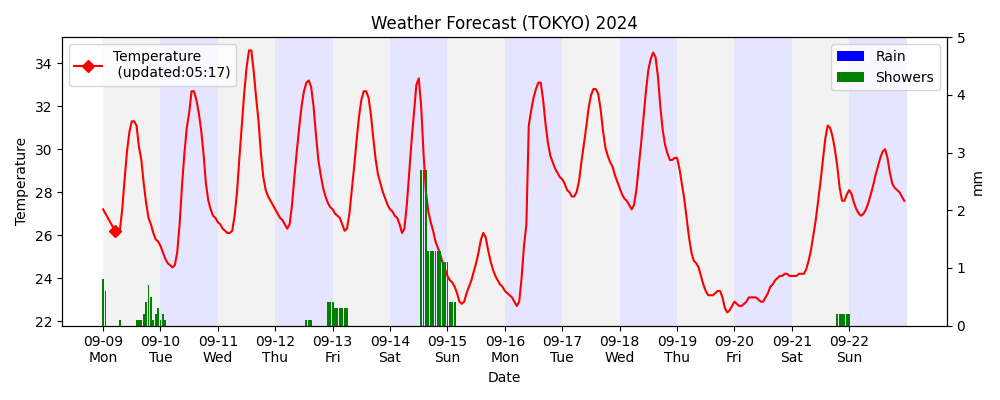 Weather Forecast (TOKYO) 2024
Temperature
(updated:05:17)
Rain
Showers
Temperature
34
32
30
28
26
24
22
5
4
3
2
1
0
mm
09-09 09-10 09-11 09-12 09-13 09-14 09-15 09-16 09-17 09-18 09-19 09-20 09-21 09-22
Mon Tue Wed Thu Fri Sat Sun Mon Tue Wed Thu Fri Sat Sun
Date